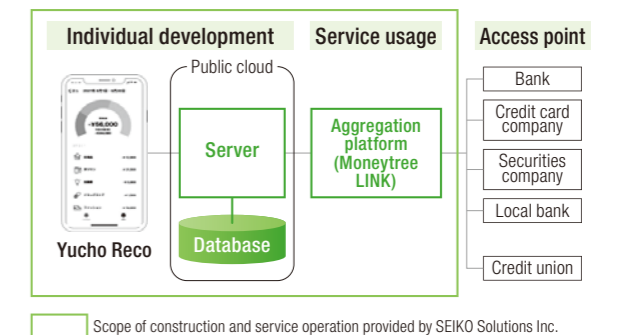 Individual development
Service usage
Access point
Public cloud
-¥56,000
Server
Database
Yucho Reco
Aggregation
platform
(Moneytree
LINK)
Bank
Credit card
company
Securities
company
Local bank
Credit union
Scope of construction and service operation provided by SEIKO Solutions Inc.